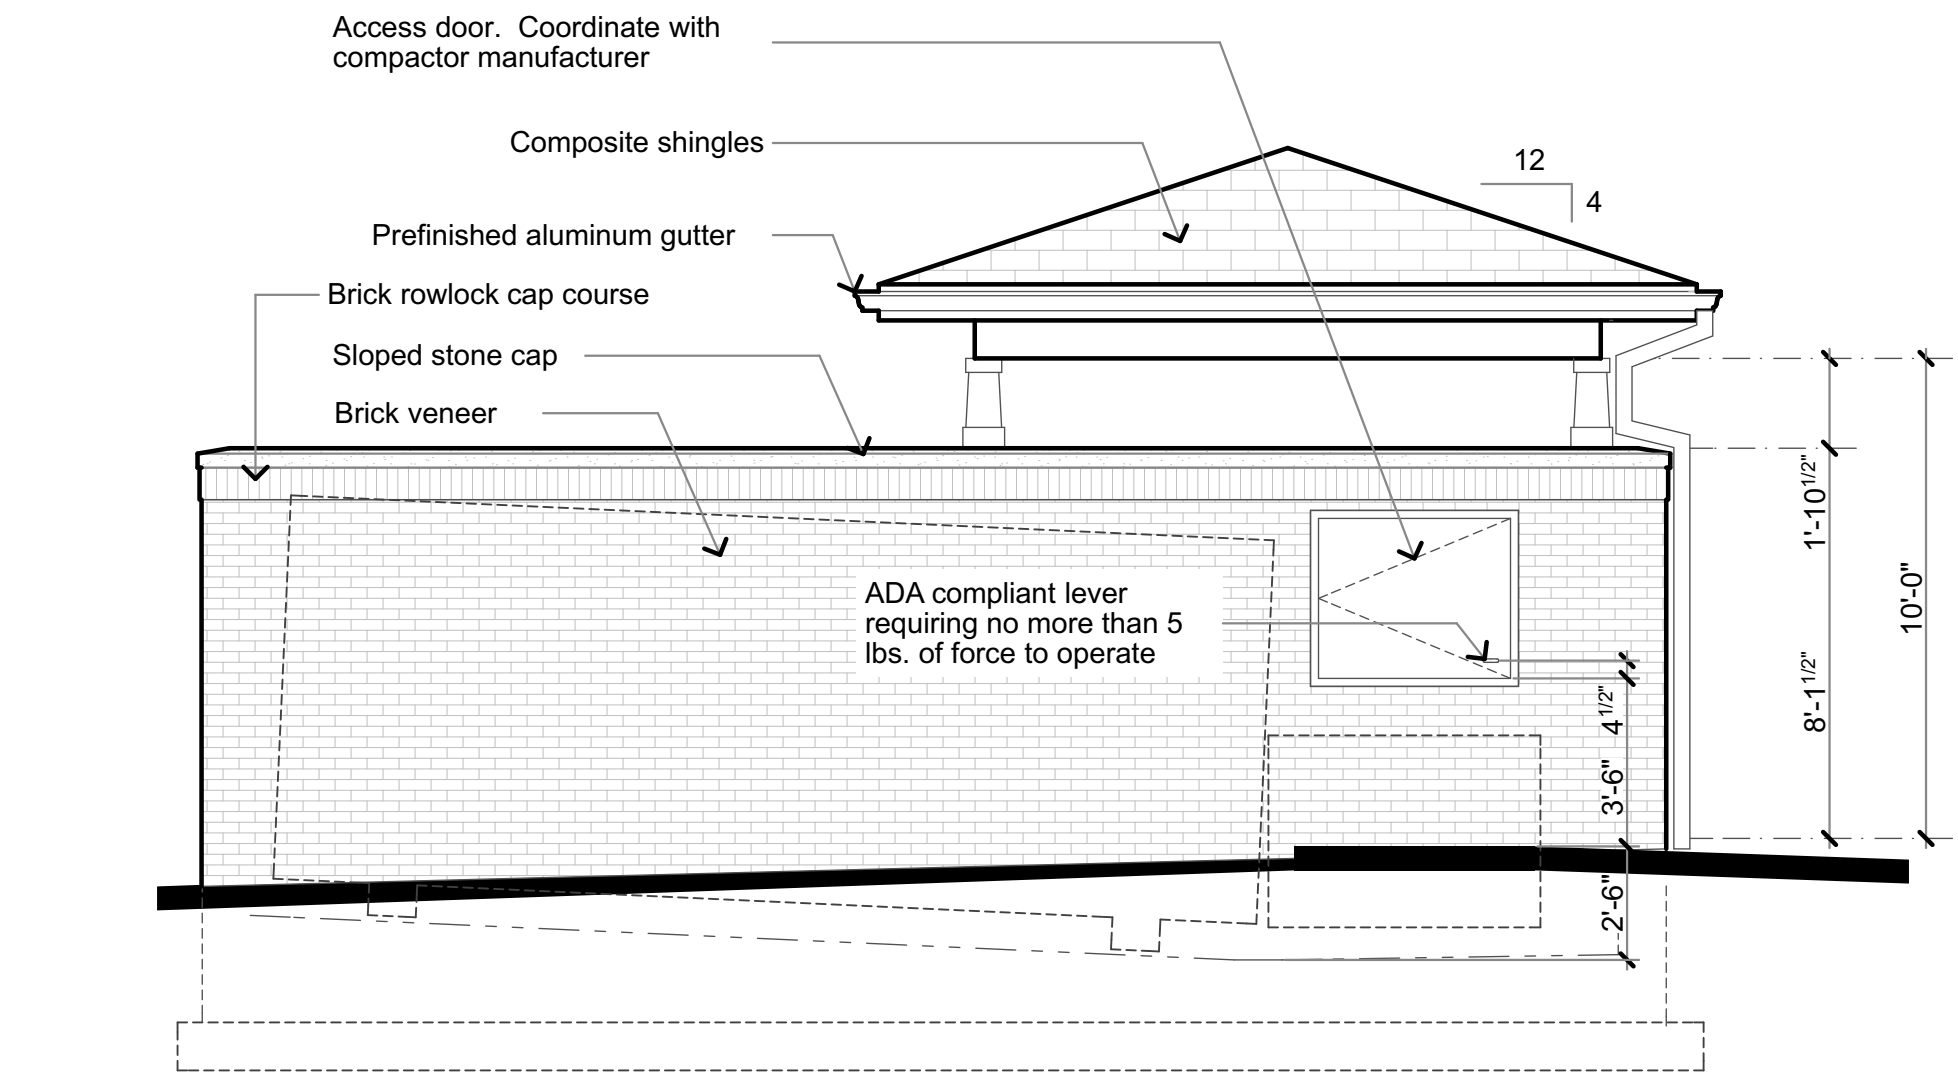 Access door.  Coordinate with
compactor manufacturer
Composite shingles
12
4
Prefinished aluminum gutter
Brick rowlock cap course
Sloped stone cap
Brick veneer
ADA compliant lever
requiring no more than 5
lbs. of force to operate
1'-10 1/2"
10'-0"
8'-1 1/2"
4 1/2"
3'-6"
2'-6"